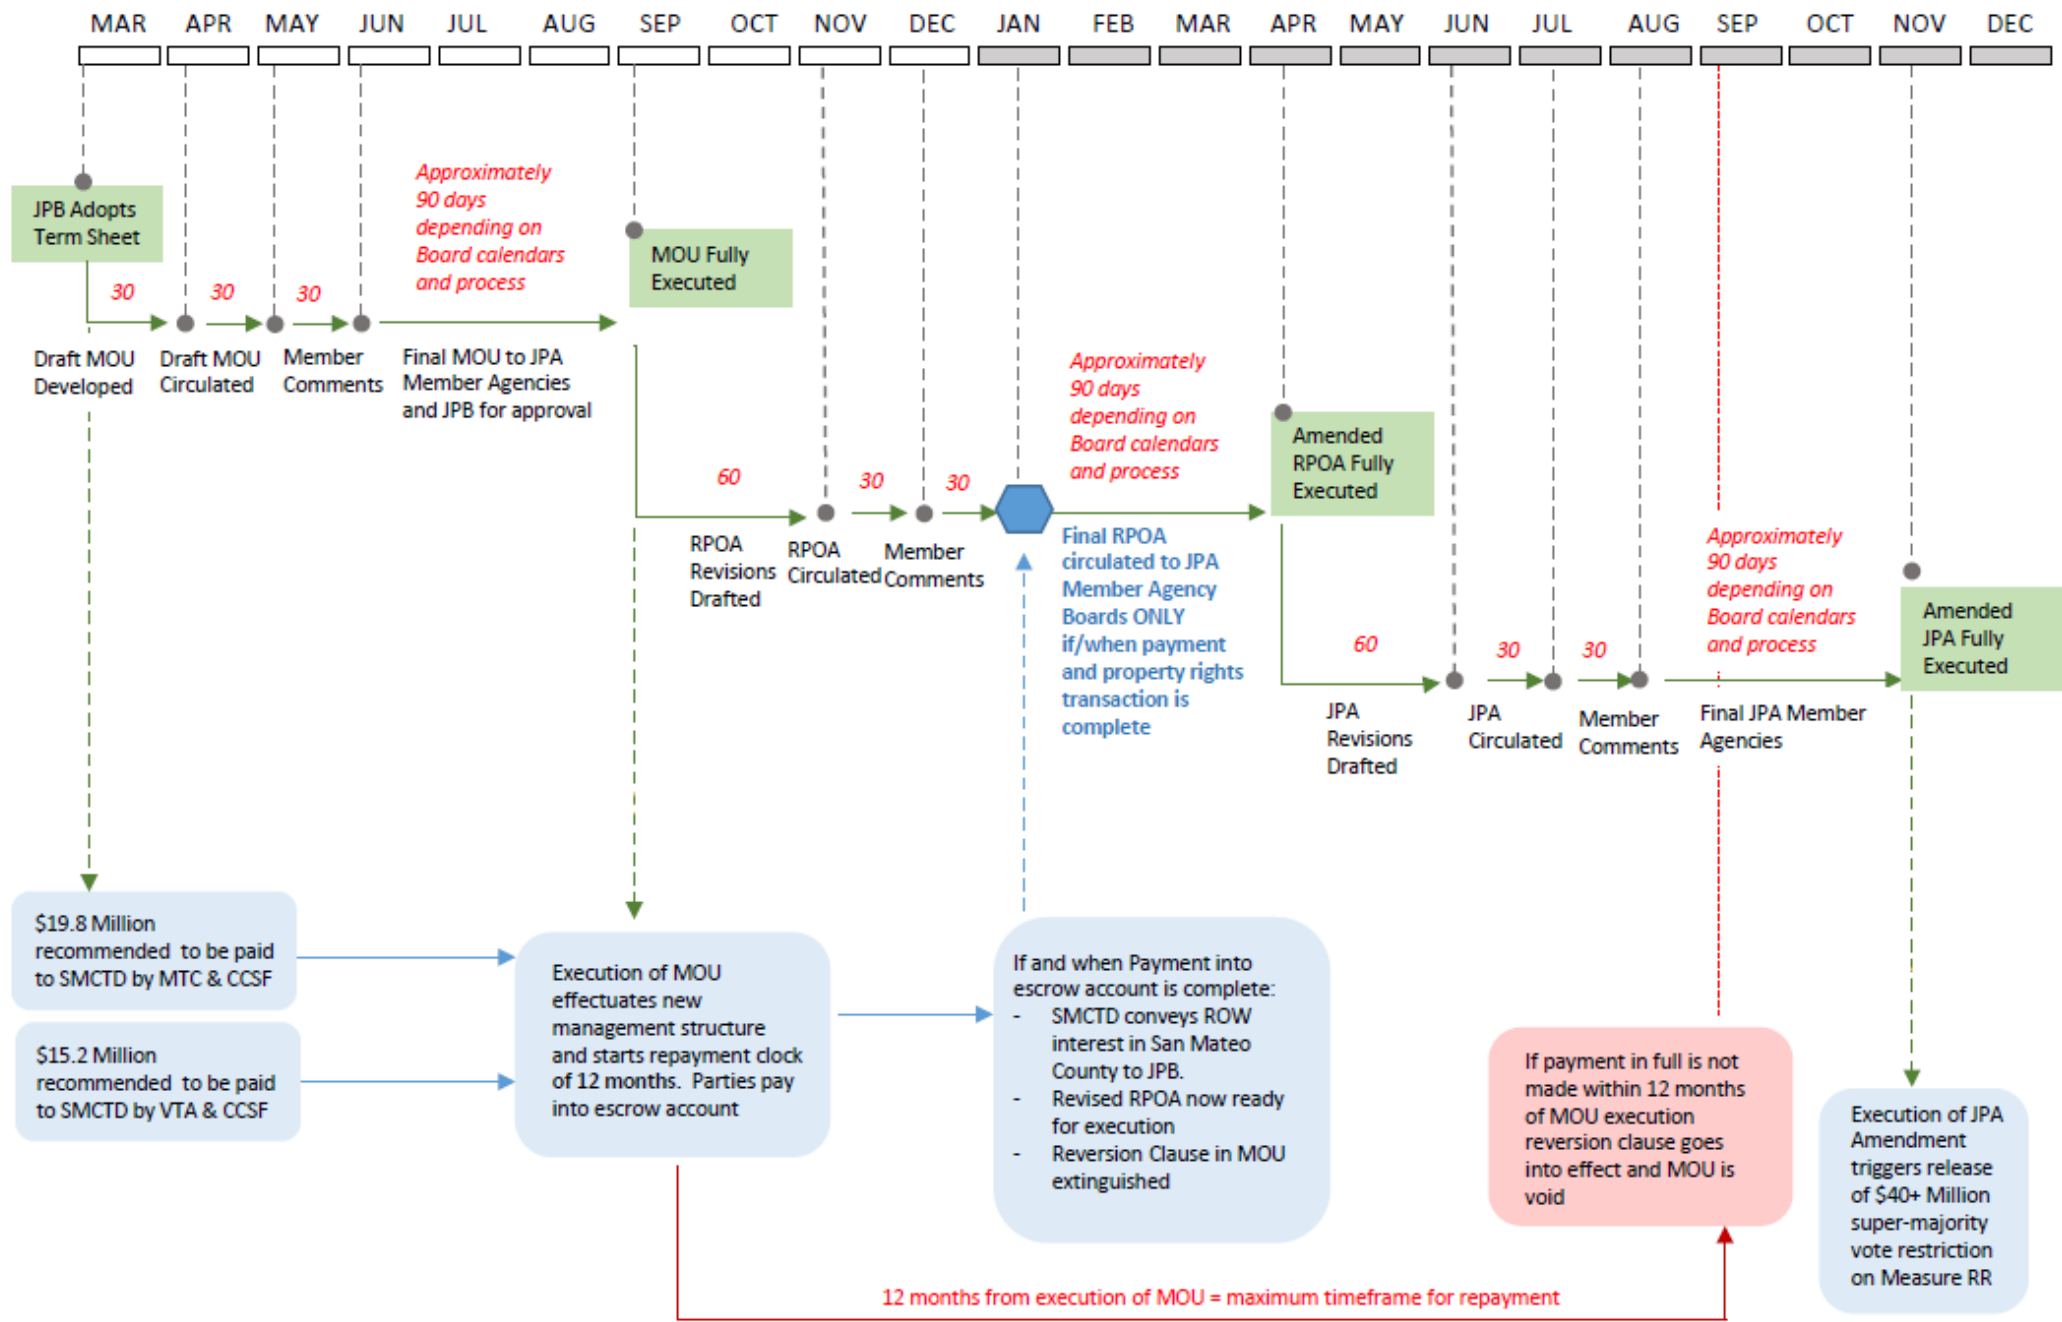 MAR APR MAY JUN JUL AUG SEP OCT NOV DEC JAN FEB MAR APR MAY JUN JUL AUG SEP OCT NOV DEC
JPB Adopts
Term Sheet
30
30
30
Approximately
90 days
depending on
Board calendars
and process
MOU Fully
Executed
Draft MOU
Developed
Draft MOU
Circulated
Member
Comments
Final MOU to JPA
Member Agencies
and JPB for approval
60
30
30
RPOA
Revisions
Drafted
RPOA
Circulated
Member
Comments
Approximately
90 days
depending on
Board calendars
and process
Final RPOA
circulated to JPA
Member Agency
Boards ONLY
if/when payment
and property rights
transaction is
complete
Amended
RPOA Fully
Executed
60
30
30
JPA
Revisions
Drafted
JPA
Circulated
Member
Comments
Approximately
90 days
depending on
Board calendars
and process
Final JPA Member
Agencies
Amended
JPA Fully
Executed
$19.8 Million
recommended to be paid
to SMCTD by MTC & CCSF
$15.2 Million
recommended to be paid
to SMCTD by VTA & CCSF
Execution of MOU
effectuates new
management structure
and starts repayment clock
of 12 months. Parties pay
into escrow account
If and when Payment into
escrow account is complete:
- SMCTD conveys ROW
interest in San Mateo
County to JPB.
- Revised RPOA now ready
for execution
- Reversion Clause in MOU
extinguished
If payment in full is not
made within 12 months
of MOU execution
reversion clause goes
into effect and MOU is
void
Execution of JPA
Amendment
triggers release
of $40+ Million
super-majority
vote restriction
on Measure RR
12 months from execution of MOU = maximum timeframe for repayment